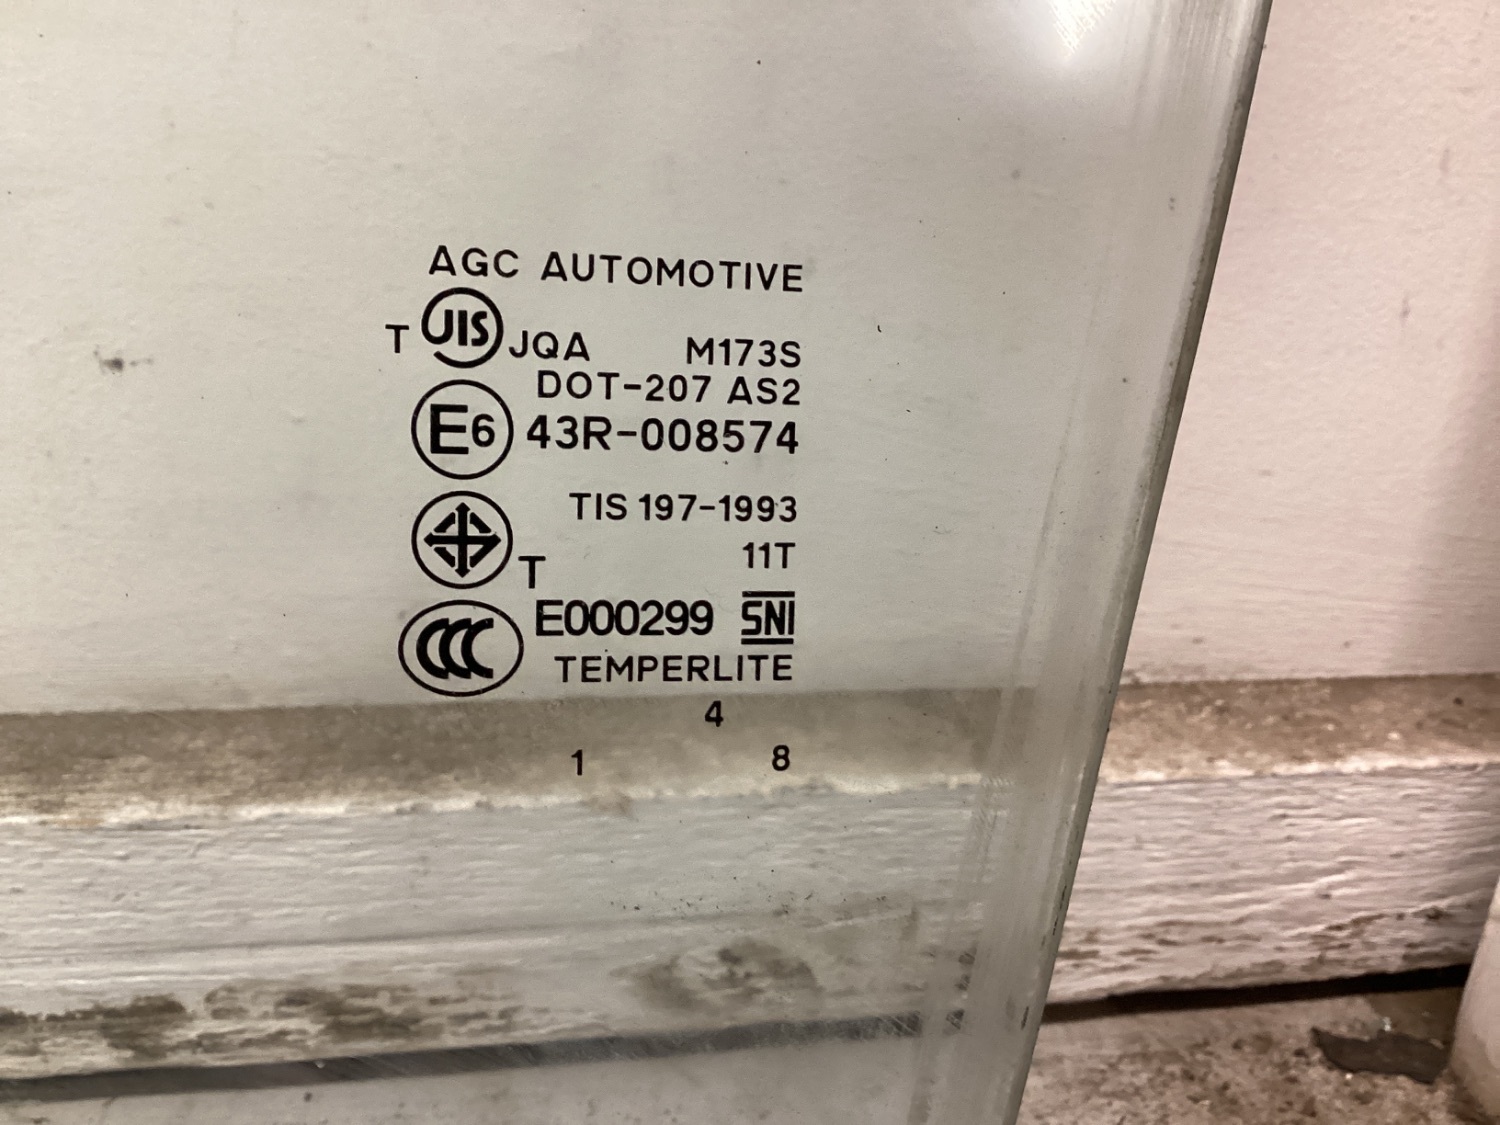 AGC AUTOMOTIVE
T JIS JQA M173S
DOT-207 AS2
E6 43R-008574
TIS 197-1993
T 11T
CCC E000299 SNI
TEMPERLITE
4
1 8